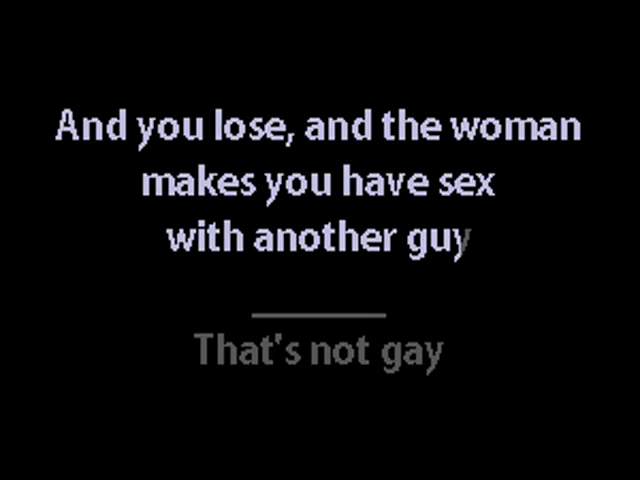 And you lose, and the woman
makes you have sex
with another guy
That's not gay